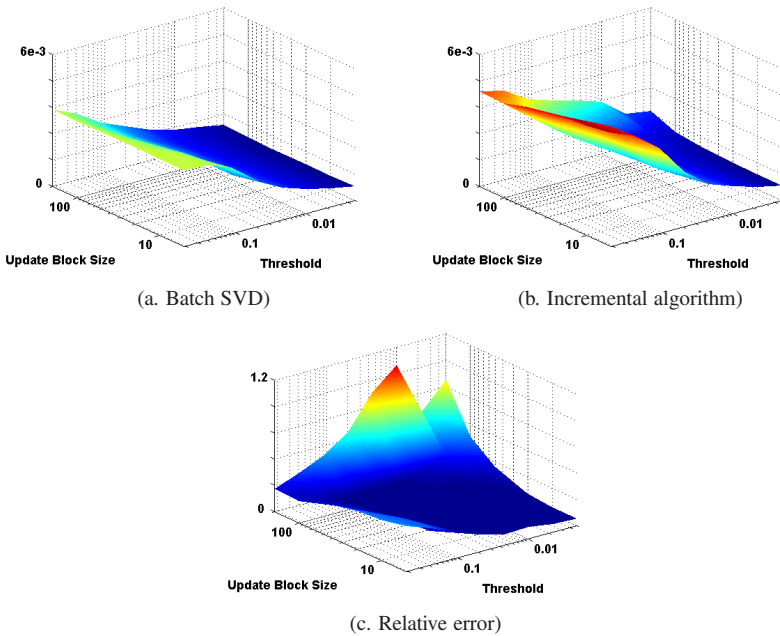 6e-3
0
100
10
0.1
0.01
Update Block Size
Threshold
(a. Batch SVD)
6e-3
0
100
10
0.1
0.01
Update Block Size
Threshold
(b. Incremental algorithm)
1.2
0
100
10
0.1
0.01
Update Block Size
Threshold
(c. Relative error)